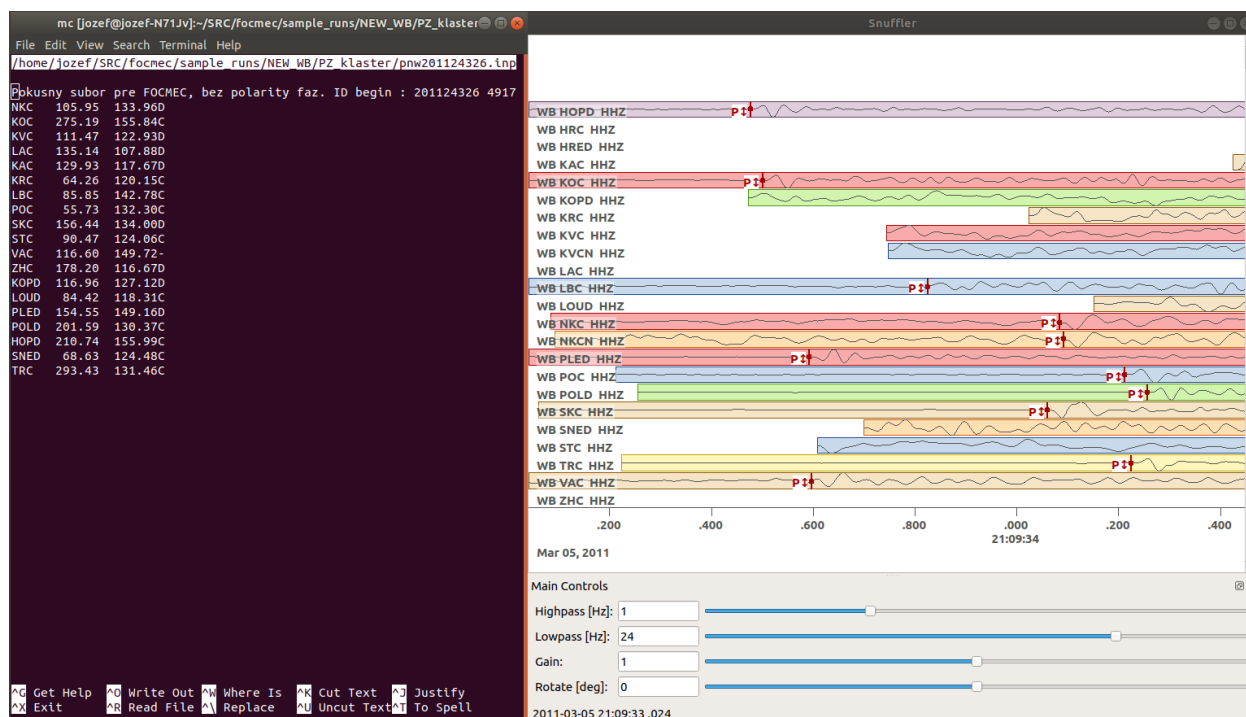 mc [jozef@jozef-N71Jv]:~/SRC/focmec/sample_runs/NEW_WB/PZ_klaster
File Edit View Search Terminal Help
/home/jozef/SRC/focmec/sample_runs/NEW_WB/PZ_klaster/pnw201124326.inp
Pokusny subor pre FOCMEC, bez polarity faz. ID begin : 201124326 4917
NKC 105.95 133.96D
KOC 275.19 155.84C
KVC 111.47 122.93D
LAC 135.14 107.88D
KAC 129.93 117.67D
KRC 64.26 120.15C
LBC 85.85 142.78C
POC 55.73 132.30C
SKC 156.44 134.00D
STC 90.47 124.06C
VAC 116.60 149.72-
ZHC 178.20 116.67D
KOPD 116.96 127.12D
LOUD 84.42 118.31C
PLED 154.55 149.16D
POLD 201.59 130.37C
HOPD 210.74 155.99C
SNED 68.63 124.48C
TRC 293.43 131.46C
^G Get Help ^O Write Out ^W Where Is ^K Cut Text ^J Justify
^X Exit ^R Read File ^\ Replace ^U Uncut Text ^T To Spell
Snuffler
WB HOPD HHZ P
WB HRC HHZ
WB HRED HHZ
WB KAC HHZ
WB KOC HHZ P
WB KOPD HHZ
WB KRC HHZ
WB KVC HHZ
WB KVCN HHZ
WB LAC HHZ
WB LBC HHZ P
WB LOUD HHZ
WB NKC HHZ P
WB NKCN HHZ P
WB PLED HHZ P
WB POC HHZ P
WB POLD HHZ P
WB SKC HHZ P
WB SNED HHZ
WB STC HHZ
WB TRC HHZ P
WB VAC HHZ P
WB ZHC HHZ
.200 .400 .600 .800 .000 .200 .400
21:09:34
Mar 05, 2011
Main Controls
Highpass [Hz]: 1
Lowpass [Hz]: 24
Gain: 1
Rotate [deg]: 0
2011-03-05 21:09:33 .024